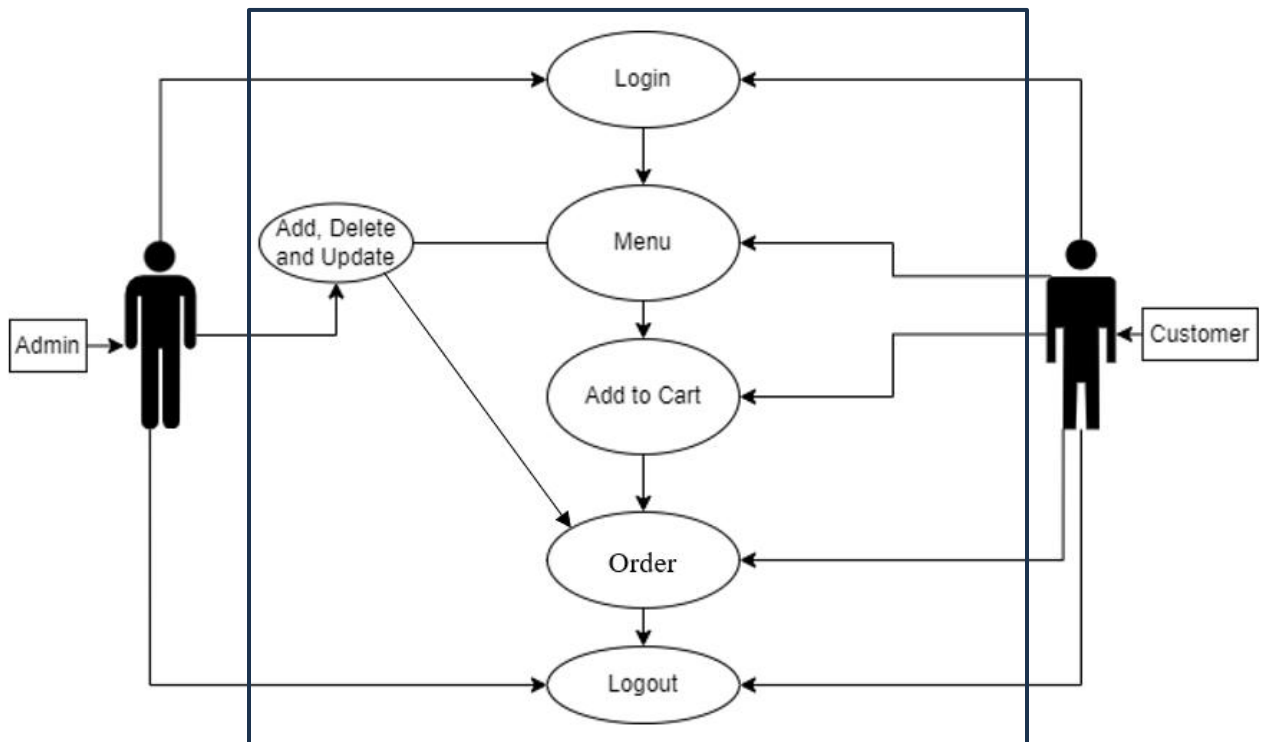 Login
Add, Delete
and Update
Menu
Admin
Customer
Add to Cart
Order
Logout